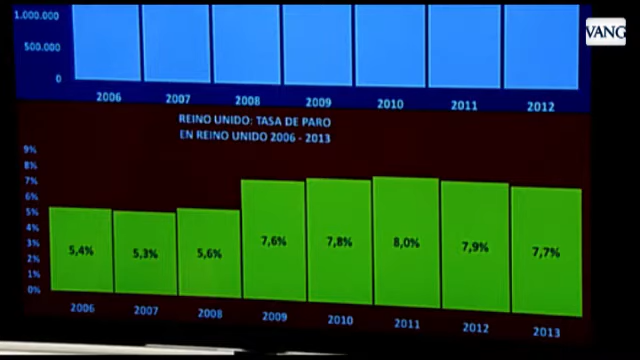 VANG
1.000.000
500.000
0
2006 2007 2008 2009 2010 2011 2012
REINO UNIDO: TASA DE PARO
EN REINO UNIDO 2006 - 2013
9%
8%
7%
6%
5%
4%
3%
2%
1%
0%
5,4% 5,3% 5,6% 7,6% 7,8% 8,0% 7,9% 7,7%
2006 2007 2008 2009 2010 2011 2012 2013